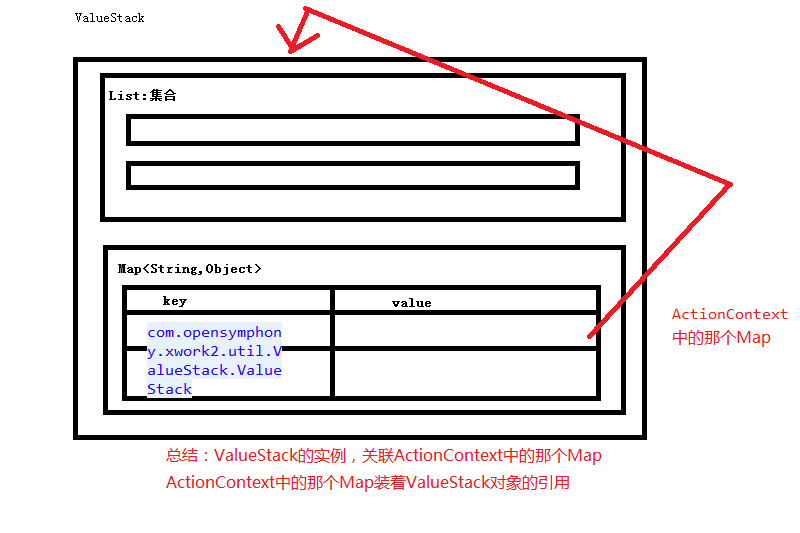 ValueStack
List:集合
Map<String,Object>
key
value
com.opensymphon
y.xwork2.util.V
alueStack.Value
Stack
ActionContext
中的那个Map
总结：ValueStack的实例，关联ActionContext中的那个Map
ActionContext中的那个Map装着ValueStack对象的引用